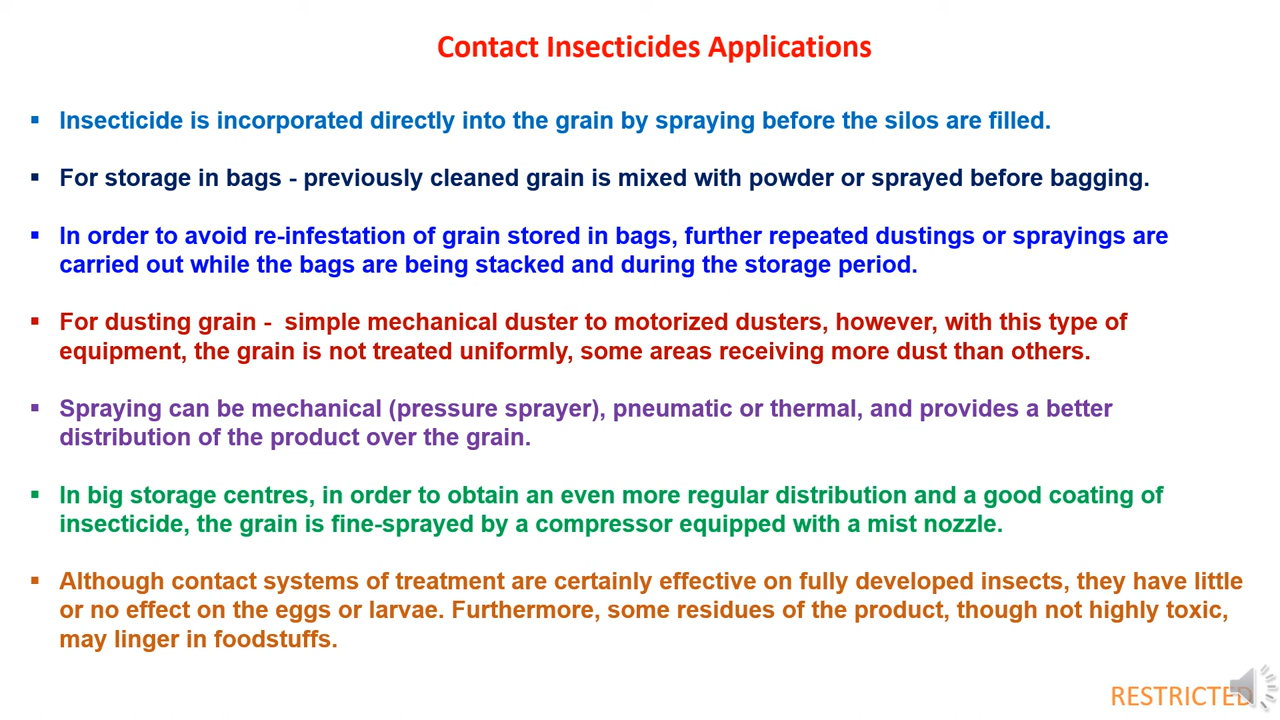 Contact Insecticides Applications
▪ Insecticide is incorporated directly into the grain by spraying before the silos are filled.
▪ For storage in bags - previously cleaned grain is mixed with powder or sprayed before bagging.
▪ In order to avoid re-infestation of grain stored in bags, further repeated dustings or sprayings are
carried out while the bags are being stacked and during the storage period.
▪ For dusting grain -  simple mechanical duster to motorized dusters, however, with this type of
equipment, the grain is not treated uniformly, some areas receiving more dust than others.
▪ Spraying can be mechanical (pressure sprayer), pneumatic or thermal, and provides a better
distribution of the product over the grain.
▪ In big storage centres, in order to obtain an even more regular distribution and a good coating of
insecticide, the grain is fine-sprayed by a compressor equipped with a mist nozzle.
▪ Although contact systems of treatment are certainly effective on fully developed insects, they have little
or no effect on the eggs or larvae. Furthermore, some residues of the product, though not highly toxic,
may linger in foodstuffs.
RESTRICTED